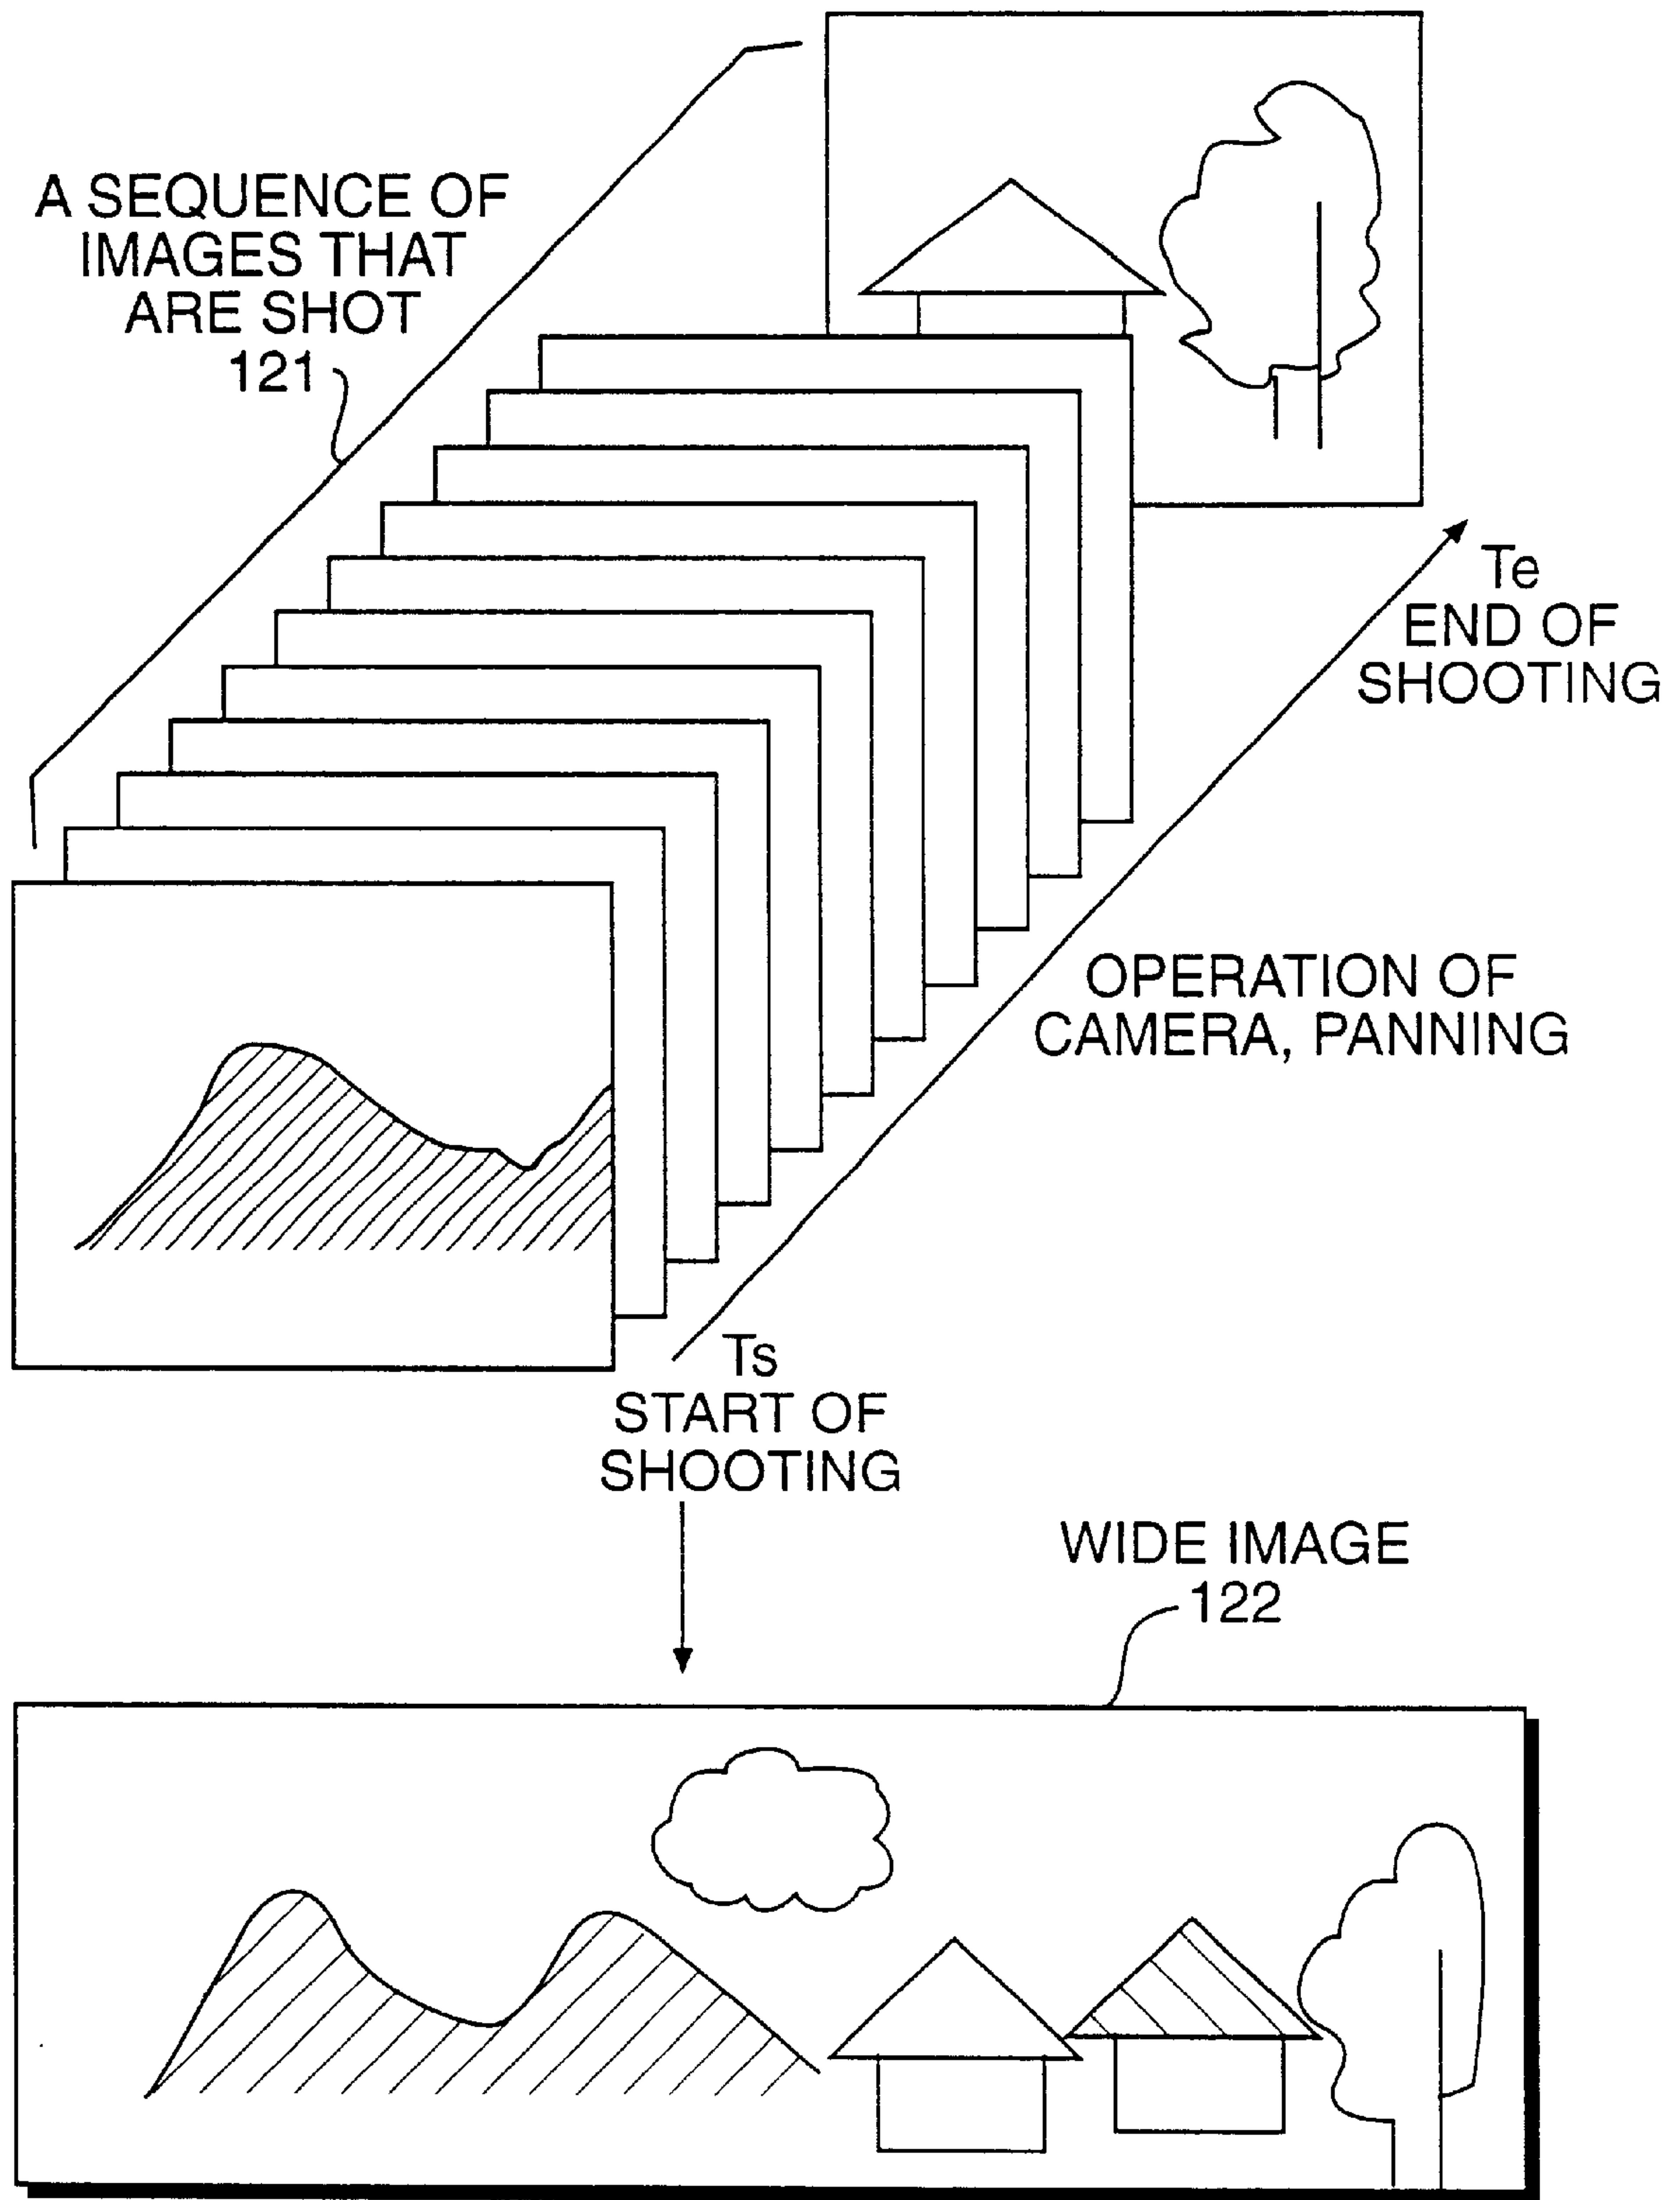 A SEQUENCE OF
IMAGES THAT
ARE SHOT
121
Te
END OF
SHOOTING
OPERATION OF
CAMERA, PANNING
Ts
START OF
SHOOTING
WIDE IMAGE
122